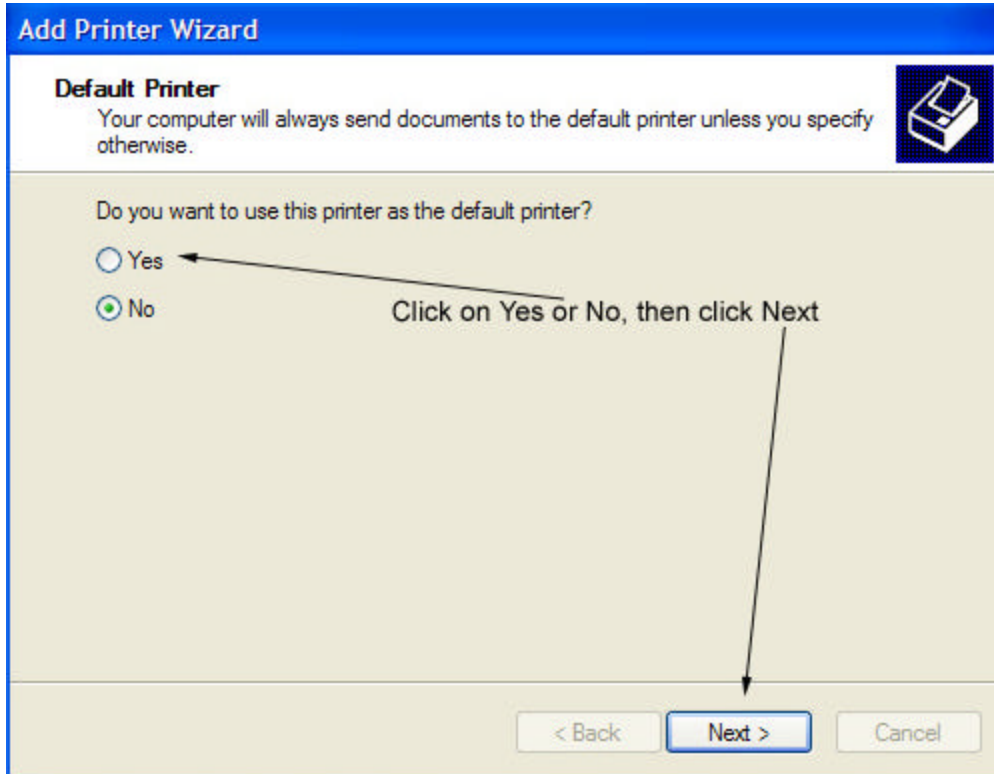 Add Printer Wizard
Default Printer
Your computer will always send documents to the default printer unless you specify
otherwise.
Do you want to use this printer as the default printer?
Yes
No
Click on Yes or No, then click Next
< Back
Next >
Cancel